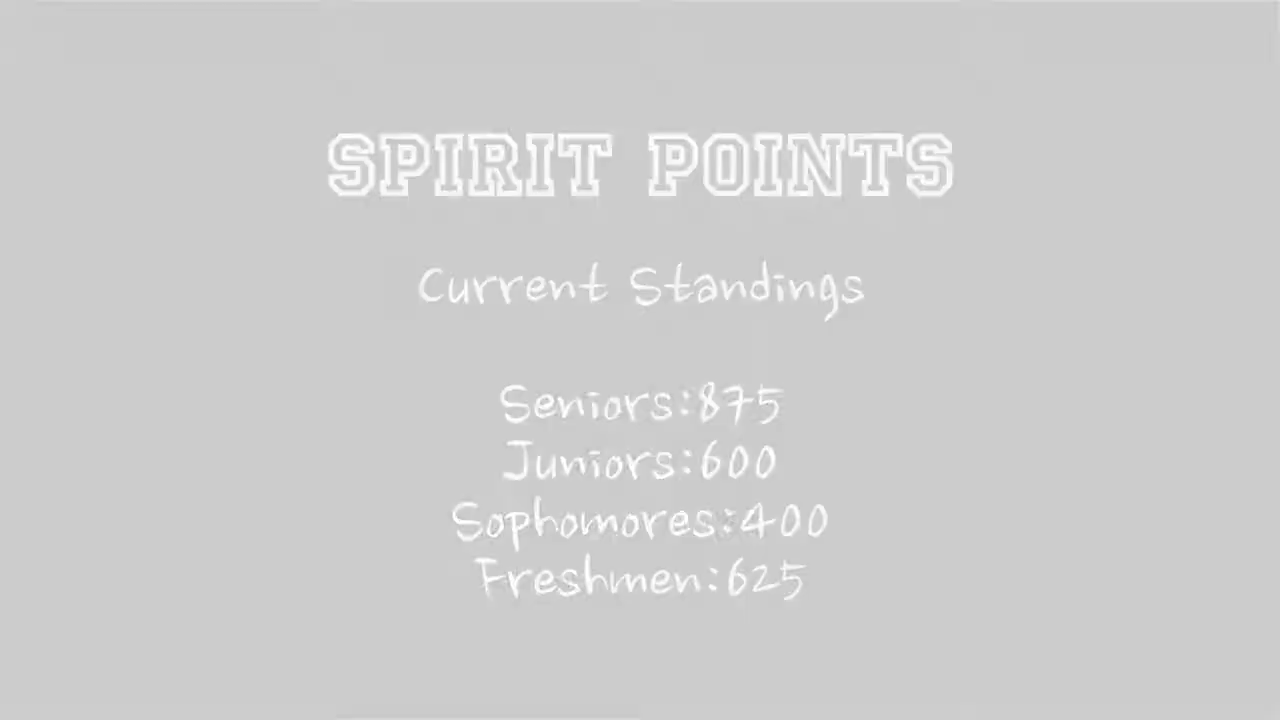 SPIRIT POINTS
Current Standings
Seniors:875
Juniors:600
Sophomores:400
Freshmen:625